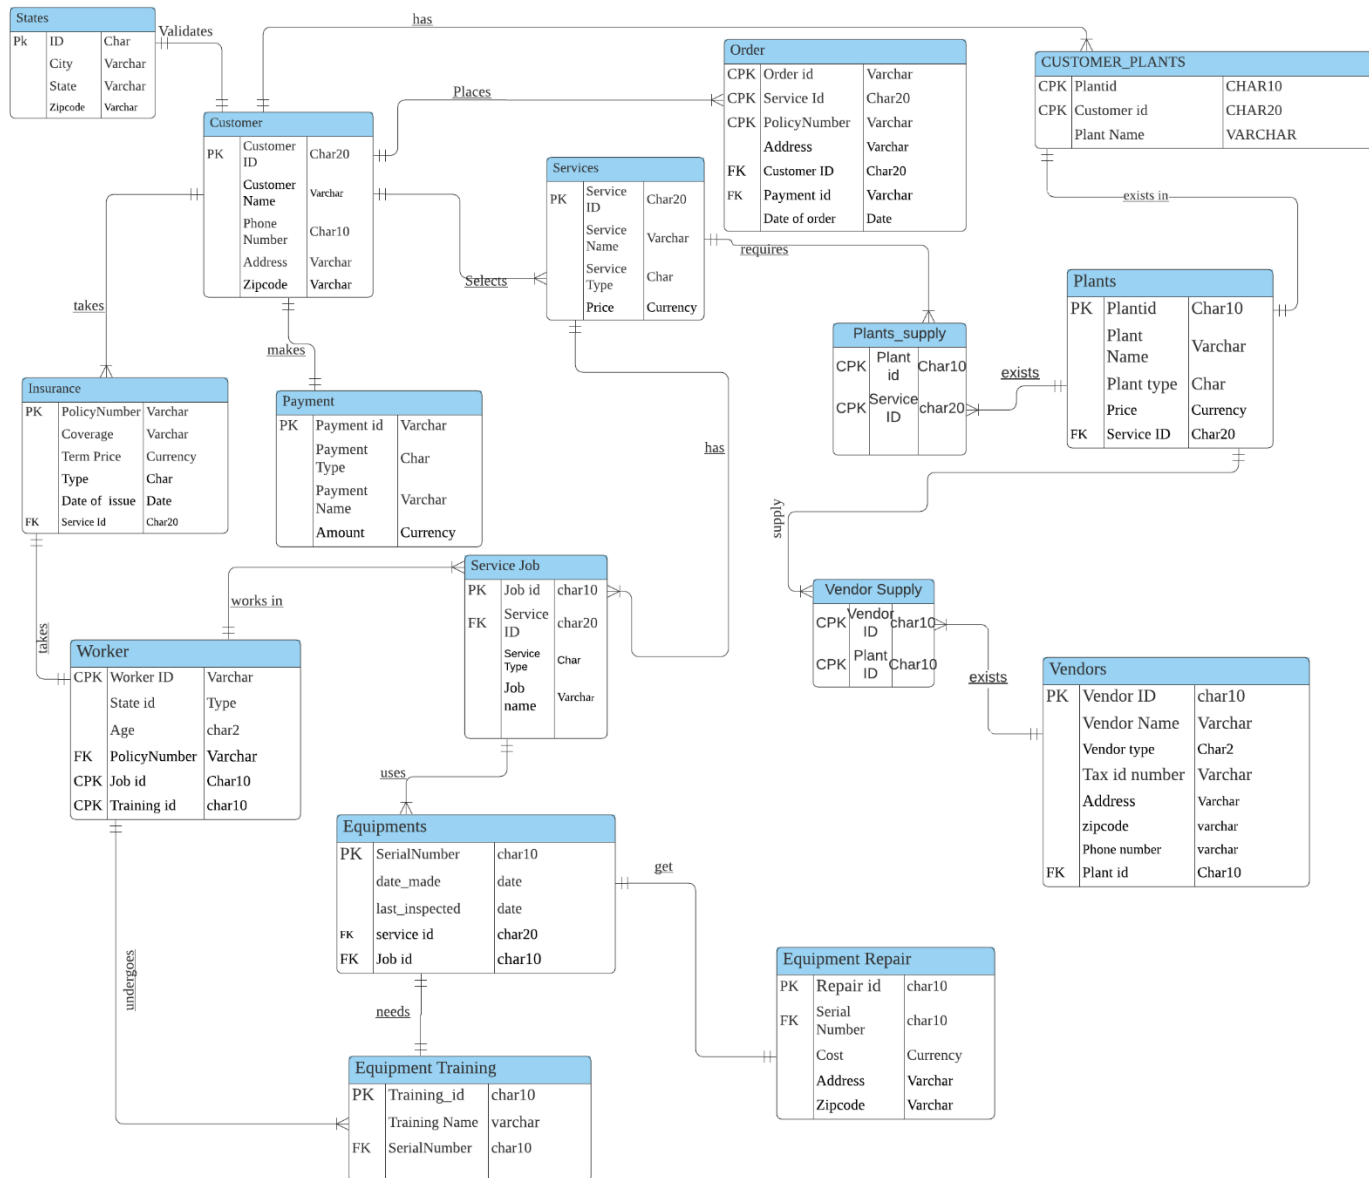 States
Pk ID Char
City Varchar
State Varchar
Zipcode Varchar
Validates
has
Customer
PK Customer ID Char20
Customer Name Varchar
Phone Number Char10
Address Varchar
Zipcode Varchar
Places
Order
CPK Order id Varchar
CPK Service Id Char20
CPK PolicyNumber Varchar
Address Varchar
FK Customer ID Char20
FK Payment id Varchar
Date of order Date
CUSTOMER_PLANTS
CPK Plantid CHAR10
CPK Customer id CHAR20
Plant Name VARCHAR
exists in
Services
PK Service ID Char20
Service Name Varchar
Service Type Char
Price Currency
Selects
requires
takes
makes
Plants
PK Plantid Char10
Plant Name Varchar
Plant type Char
Price Currency
FK Service ID Char20
Plants_supply
CPK Plant id Char10
CPK Service ID char20
exists
Insurance
PK PolicyNumber Varchar
Coverage Varchar
Term Price Currency
Type Char
Date of issue Date
FK Service Id Char20
Payment
PK Payment id Varchar
Payment Type Char
Payment Name Varchar
Amount Currency
has
supply
Service Job
PK Job id char10
FK Service ID char20
Service Type Char
Job name Varchar
works in
takes
Vendor Supply
CPK Vendor ID char10
CPK Plant ID Char10
exists
Worker
CPK Worker ID Varchar
State id Type
Age char2
FK PolicyNumber Varchar
CPK Job id Char10
CPK Training id char10
Vendors
PK Vendor ID char10
Vendor Name Varchar
Vendor type Char2
Tax id number Varchar
Address Varchar
zipcode varchar
Phone number varchar
FK Plant id Char10
uses
Equipments
PK SerialNumber char10
date_made date
last_inspected date
FK service id char20
FK Job id char10
get
undergoes
needs
Equipment Repair
PK Repair id char10
FK Serial Number char10
Cost Currency
Address Varchar
Zipcode Varchar
Equipment Training
PK Training_id char10
Training Name varchar
FK SerialNumber char10